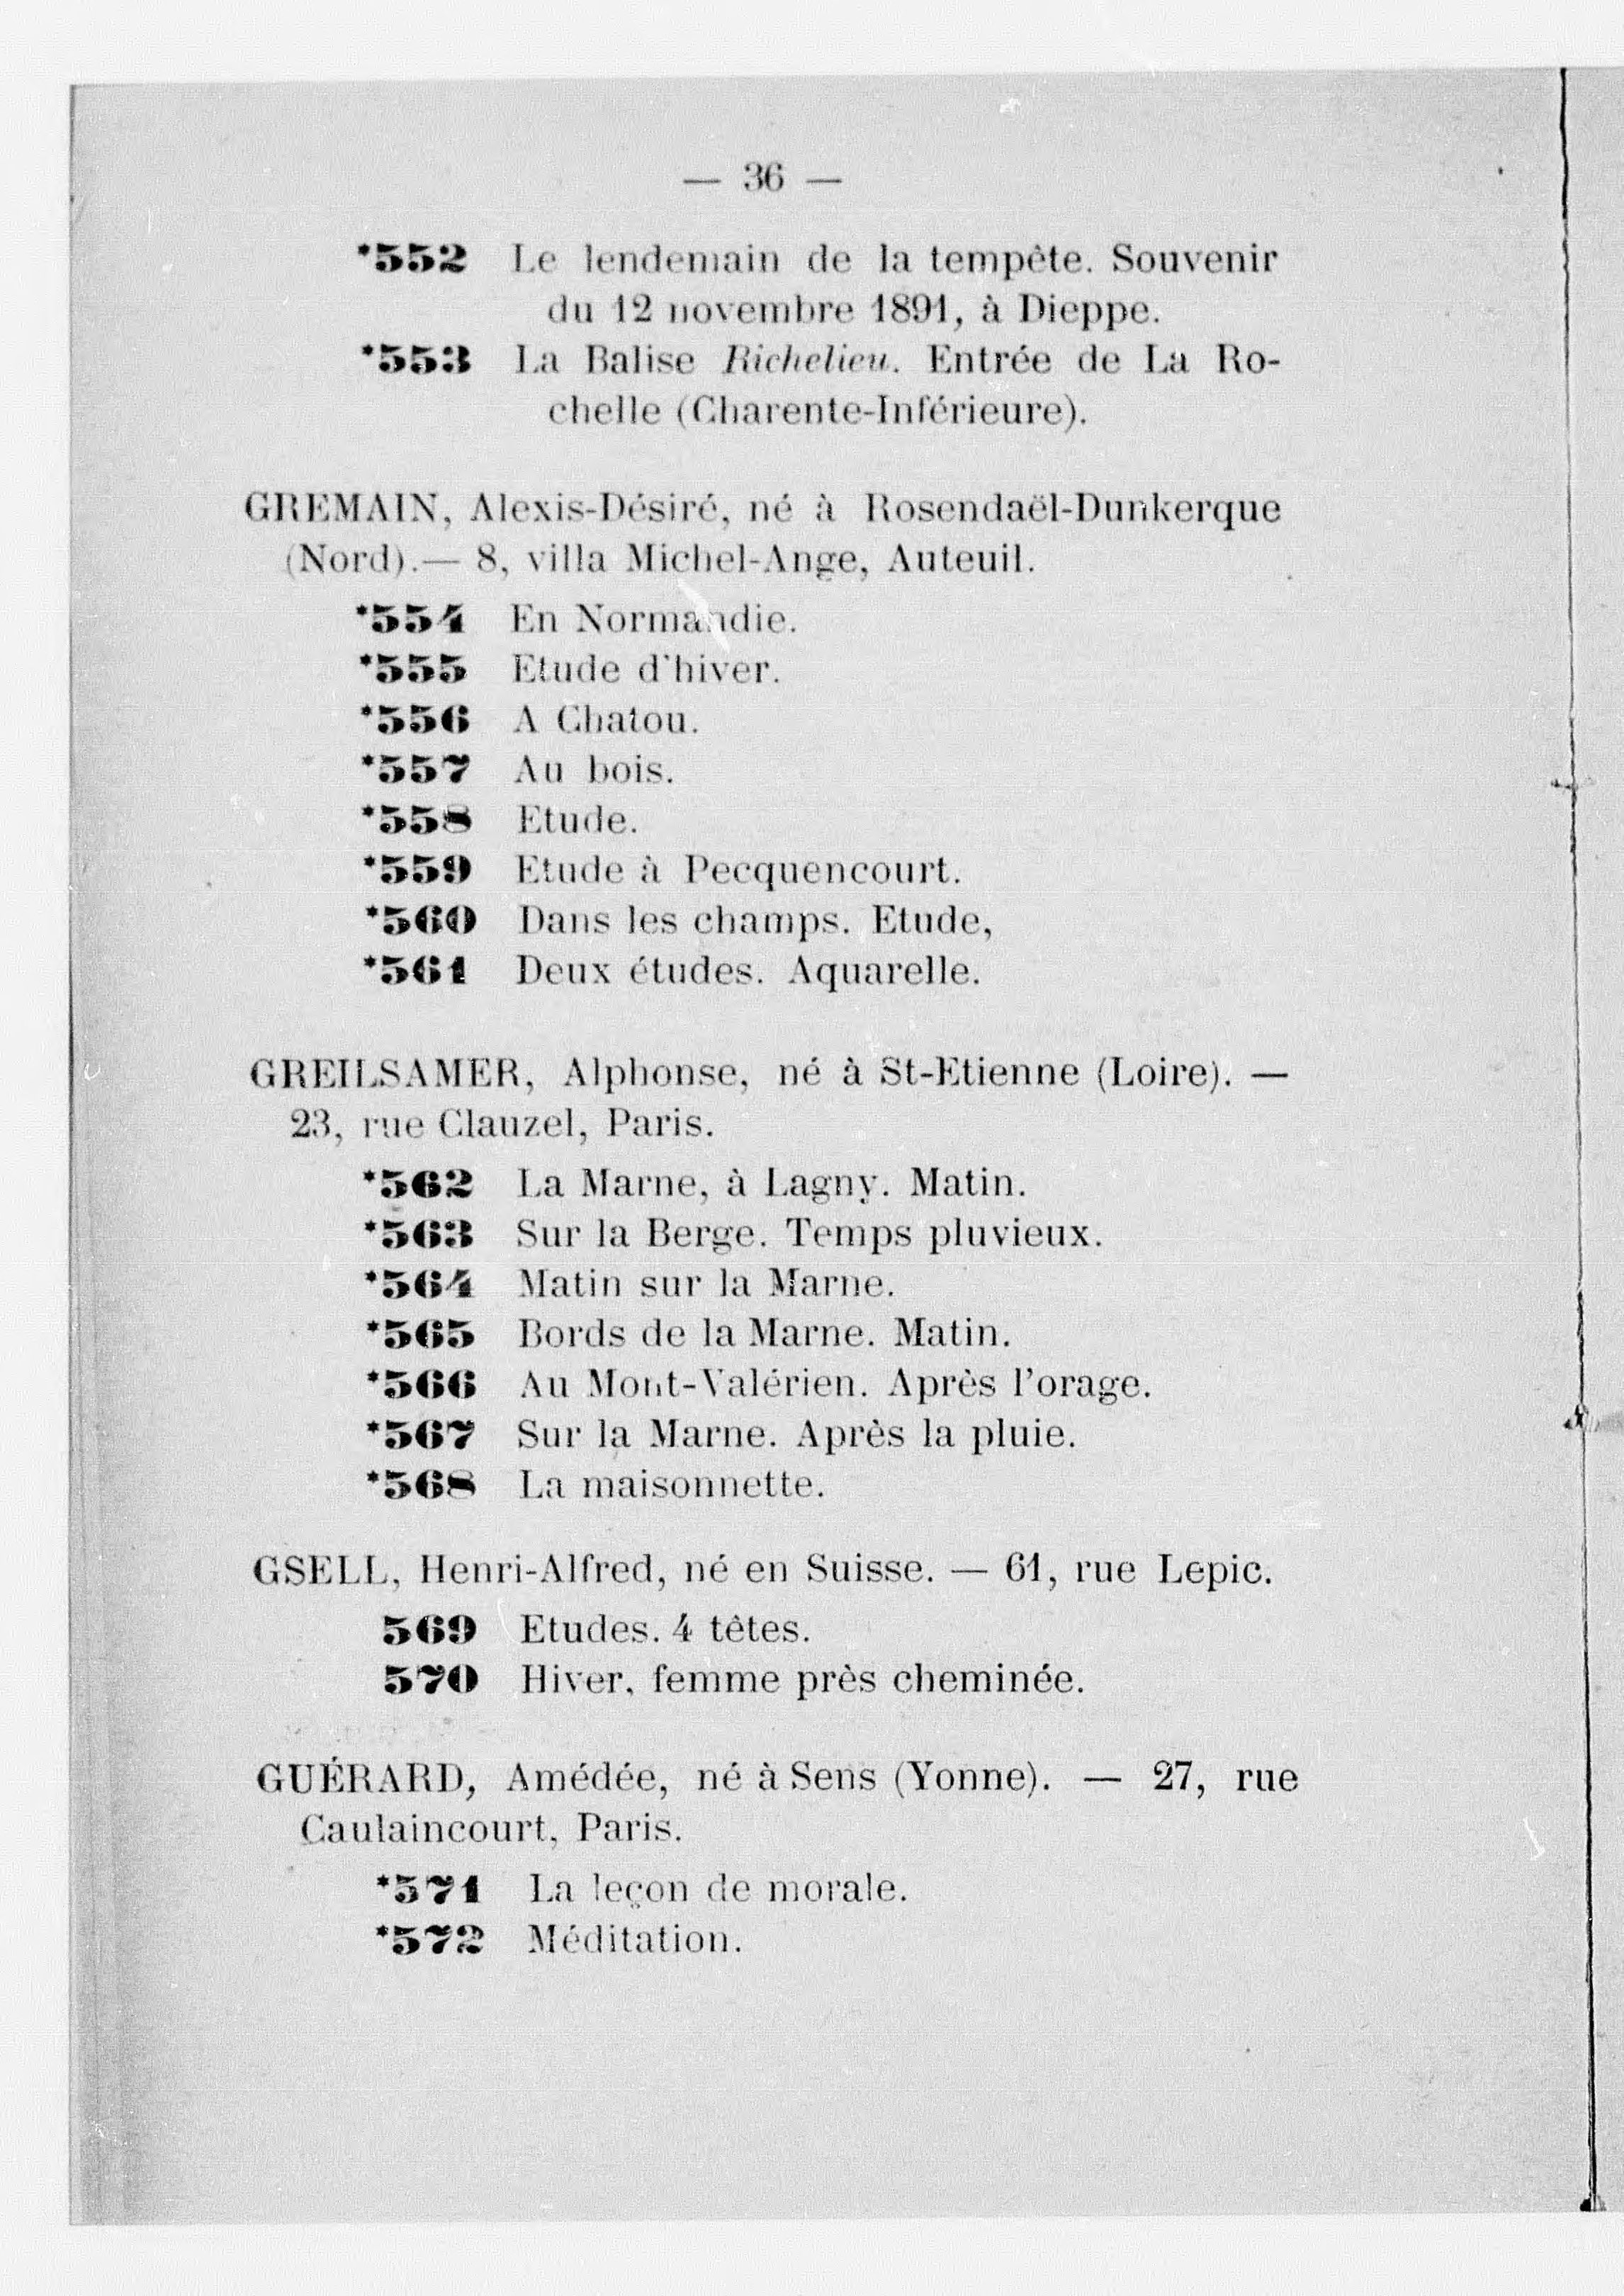 — 36 —
*552 Le lendemain de la tempête. Souvenir
du 12 novembre 1891, à Dieppe.
*553 La Balise Richelieu. Entrée de La Ro-
chelle (Charente-Inférieure).
GREMAIN, Alexis-Désiré, né à Rosendaël-Dunkerque
(Nord).— 8, villa Michel-Ange, Auteuil.
*554 En Normandie.
*555 Etude d'hiver.
*556 A Chatou.
*557 Au bois.
*558 Etude.
*559 Etude à Pecquencourt.
*560 Dans les champs. Etude,
*561 Deux études. Aquarelle.
GREILSAMER, Alphonse, né à St-Etienne (Loire). —
23, rue Clauzel, Paris.
*562 La Marne, à Lagny. Matin.
*563 Sur la Berge. Temps pluvieux.
*564 Matin sur la Marne.
*565 Bords de la Marne. Matin.
*566 Au Mont-Valérien. Après l'orage.
*567 Sur la Marne. Après la pluie.
*568 La maisonnette.
GSELL, Henri-Alfred, né en Suisse. — 61, rue Lepic.
569 Etudes. 4 têtes.
570 Hiver, femme près cheminée.
GUÉRARD, Amédée, né à Sens (Yonne). — 27, rue
Caulaincourt, Paris.
*571 La leçon de morale.
*572 Méditation.